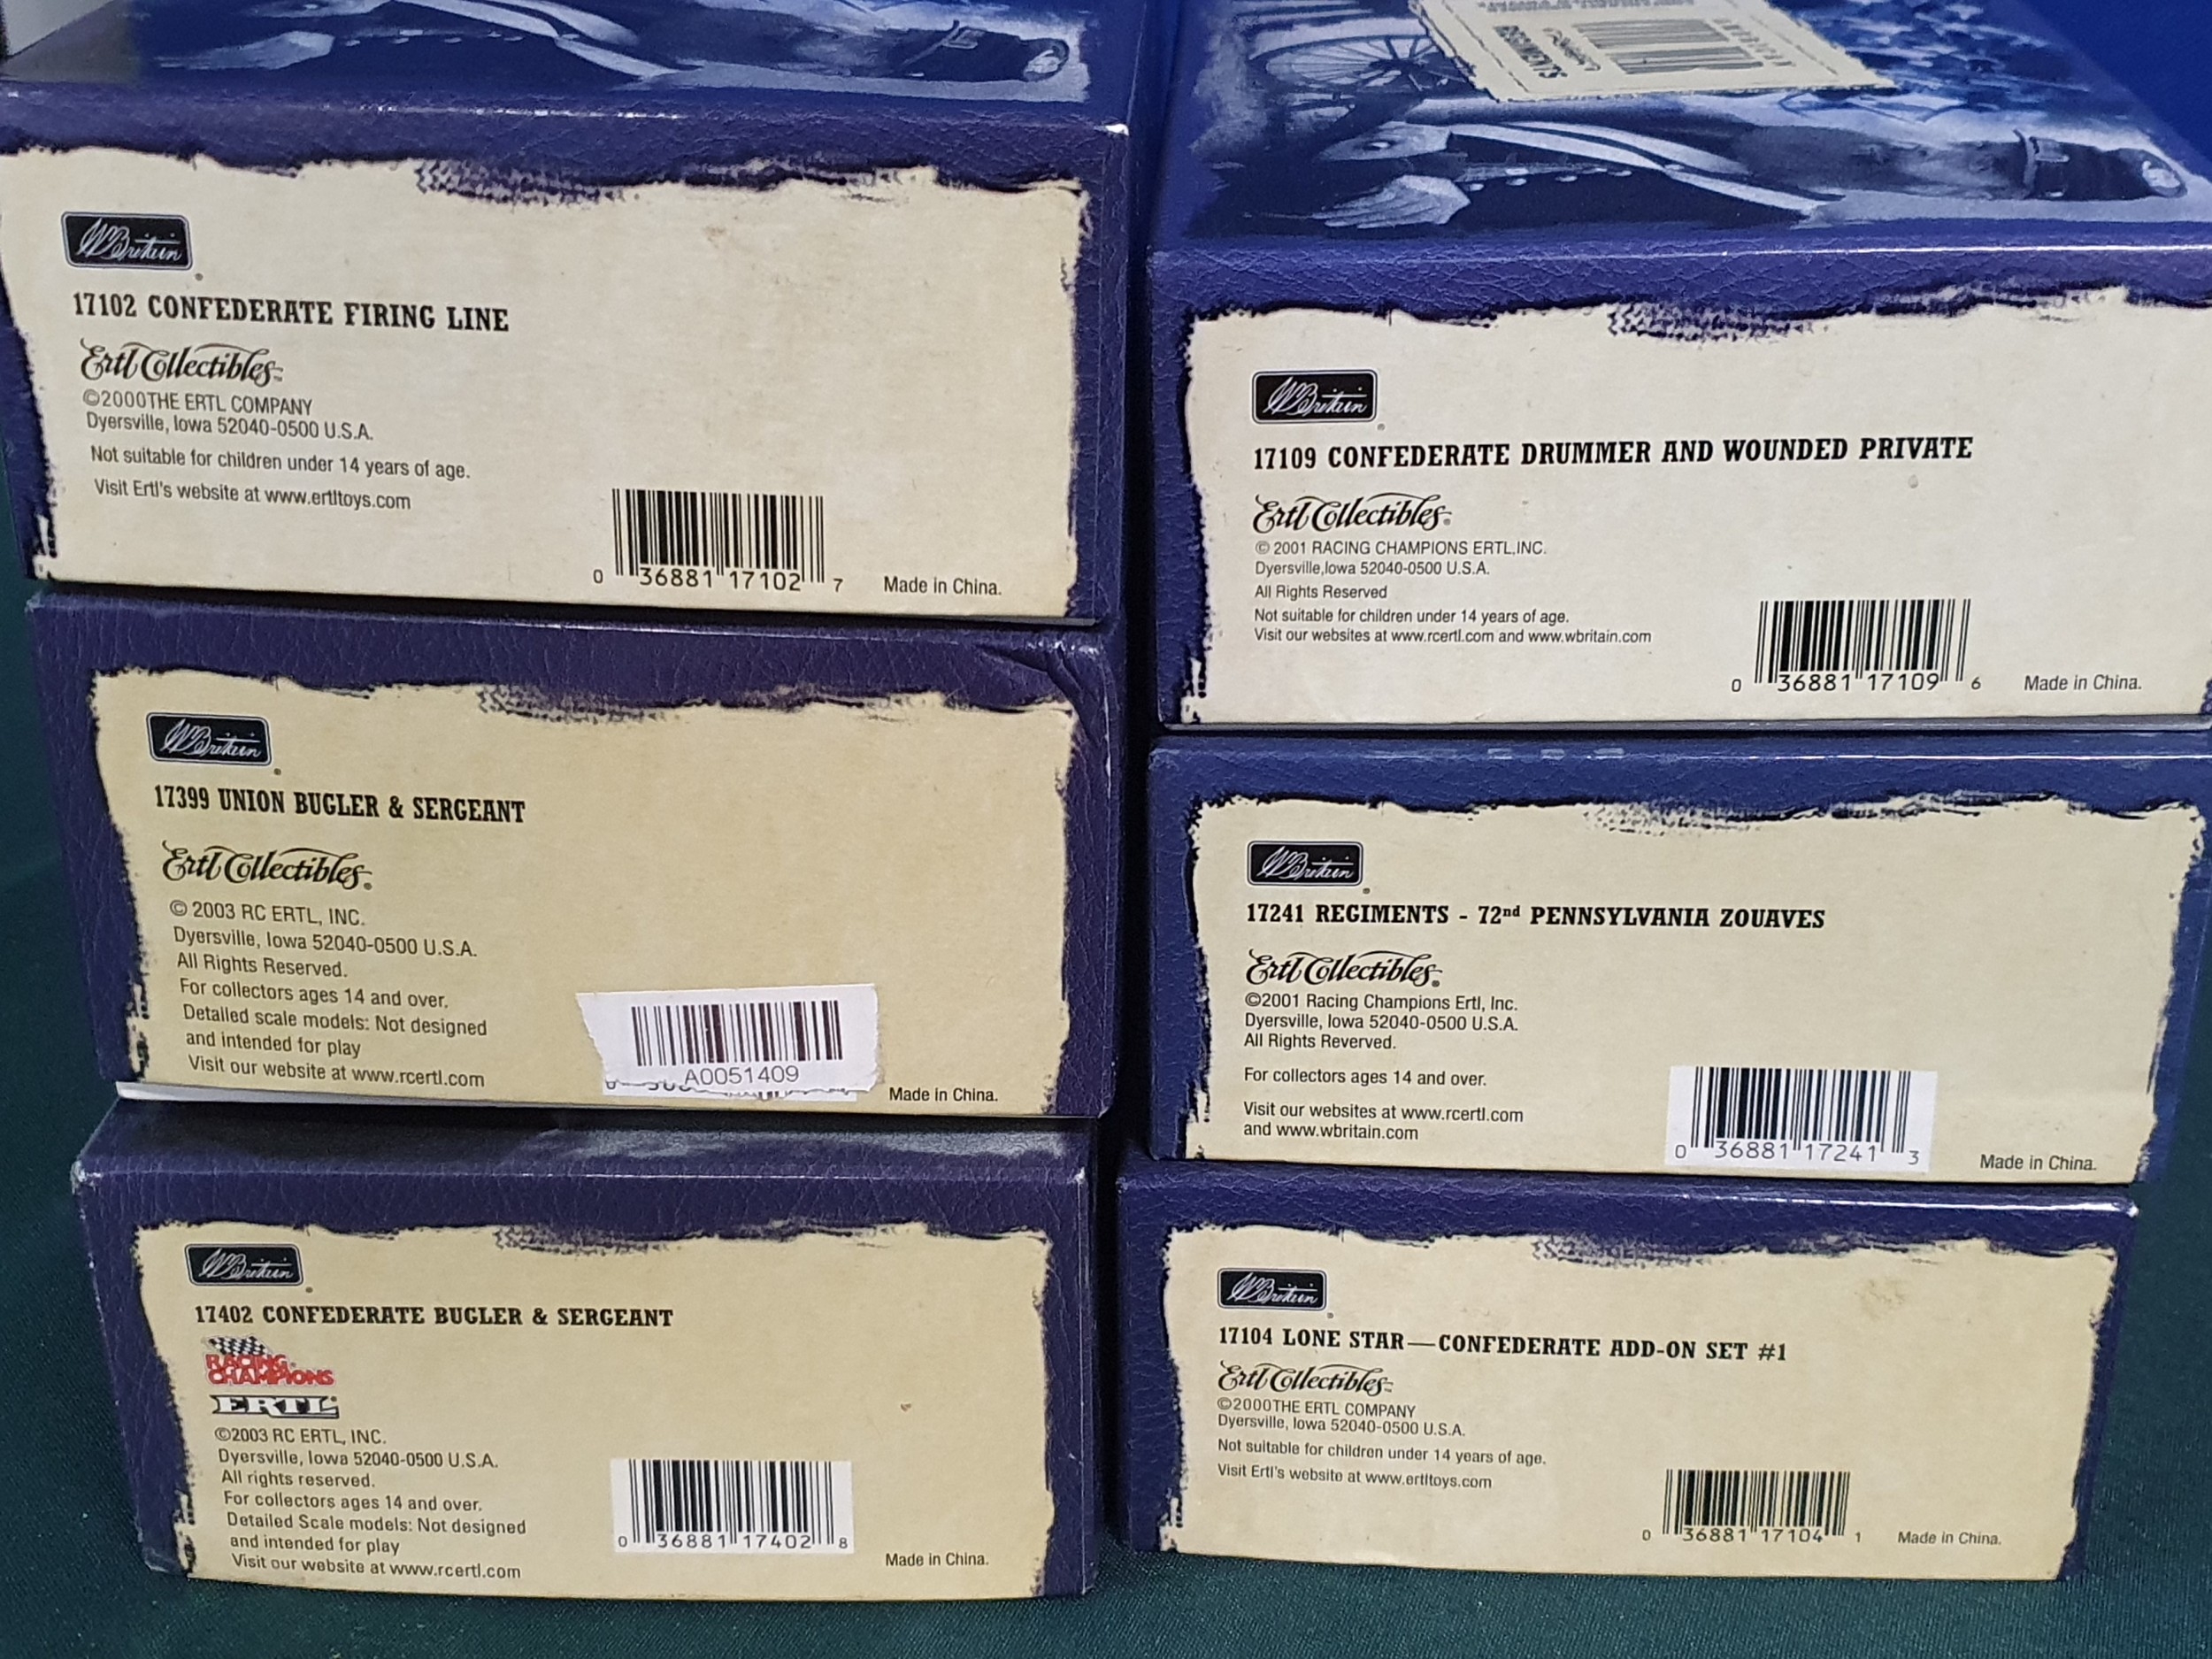 W Britain
17102 CONFEDERATE FIRING LINE
Ertl Collectibles
©2000THE ERTL COMPANY
Dyersville, Iowa 52040-0500 U.S.A.
Not suitable for children under 14 years of age.
Visit Ertl's website at www.ertltoys.com
0 36881 17102 7
Made in China.
W Britain
17399 UNION BUGLER & SERGEANT
Ertl Collectibles
© 2003 RC ERTL, INC.
Dyersville, Iowa 52040-0500 U.S.A.
All Rights Reserved.
For collectors ages 14 and over.
Detailed scale models: Not designed
and intended for play
Visit our website at www.rcertl.com
A0051409
Made in China.
W Britain
17402 CONFEDERATE BUGLER & SERGEANT
RACING
CHAMPIONS
ERTL
©2003 RC ERTL, INC.
Dyersville, Iowa 52040-0500 U.S.A.
All rights reserved.
For collectors ages 14 and over.
Detailed Scale models: Not designed
and intended for play
Visit our website at www.rcertl.com
0 36881 17402 8
Made in China.
REGIMENTS
W Britain
17109 CONFEDERATE DRUMMER AND WOUNDED PRIVATE
Ertl Collectibles
© 2001 RACING CHAMPIONS ERTL,INC.
Dyersville,Iowa 52040-0500 U.S.A.
All Rights Reserved
Not suitable for children under 14 years of age.
Visit our websites at www.rcertl.com and www.wbritain.com
0 36881 17109 6
Made in China.
W Britain
17241 REGIMENTS - 72nd PENNSYLVANIA ZOUAVES
Ertl Collectibles
©2001 Racing Champions Ertl, Inc.
Dyersville, Iowa 52040-0500 U.S.A.
All Rights Reverved.
For collectors ages 14 and over.
Visit our websites at www.rcertl.com
and www.wbritain.com
0 36881 17241 3
Made in China.
W Britain
17104 LONE STAR—CONFEDERATE ADD-ON SET #1
Ertl Collectibles
©2000THE ERTL COMPANY
Dyersville, Iowa 52040-0500 U.S.A.
Not suitable for children under 14 years of age.
Visit Ertl's website at www.ertltoys.com
0 36881 17104 1
Made in China.